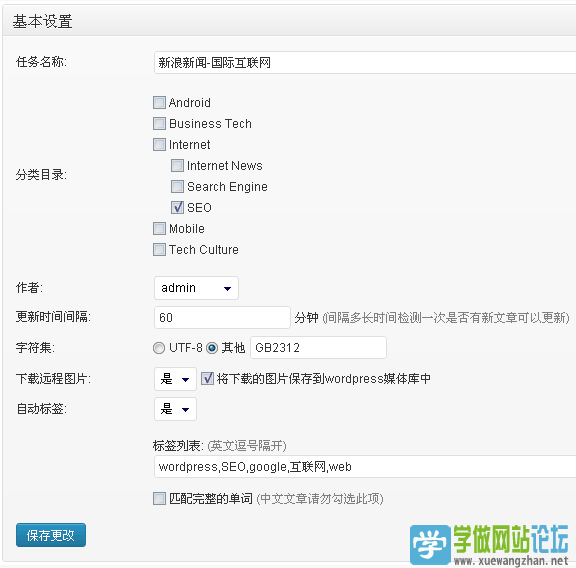 基本设置
任务名称: 新浪新闻-国际互联网
Android
Business Tech
Internet
Internet News
Search Engine
分类目录:
SEO
Mobile
Tech Culture
作者: admin
更新时间间隔: 60 分钟 (间隔多长时间检测一次是否有新文章可以更新)
字符集: UTF-8 其他 GB2312
下载远程图片: 是 将下载的图片保存到wordpress媒体库中
自动标签: 是
标签列表: (英文逗号隔开)
wordpress,SEO,google,互联网,web
匹配完整的单词 (中文文章请勿勾选此项)
保存更改
学 学做网站论坛
www.xuewangzhan.net